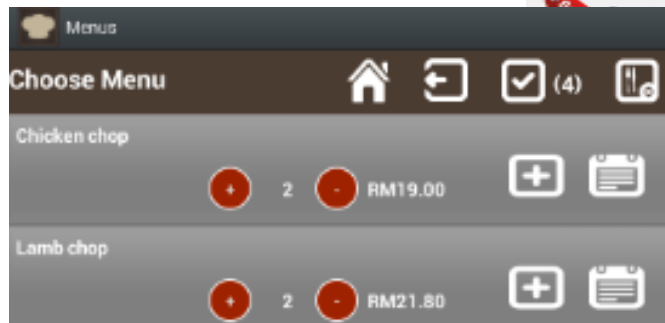 Menus
Choose Menu (4)
Chicken chop
+ 2 - RM19.00
Lamb chop
+ 2 - RM21.80